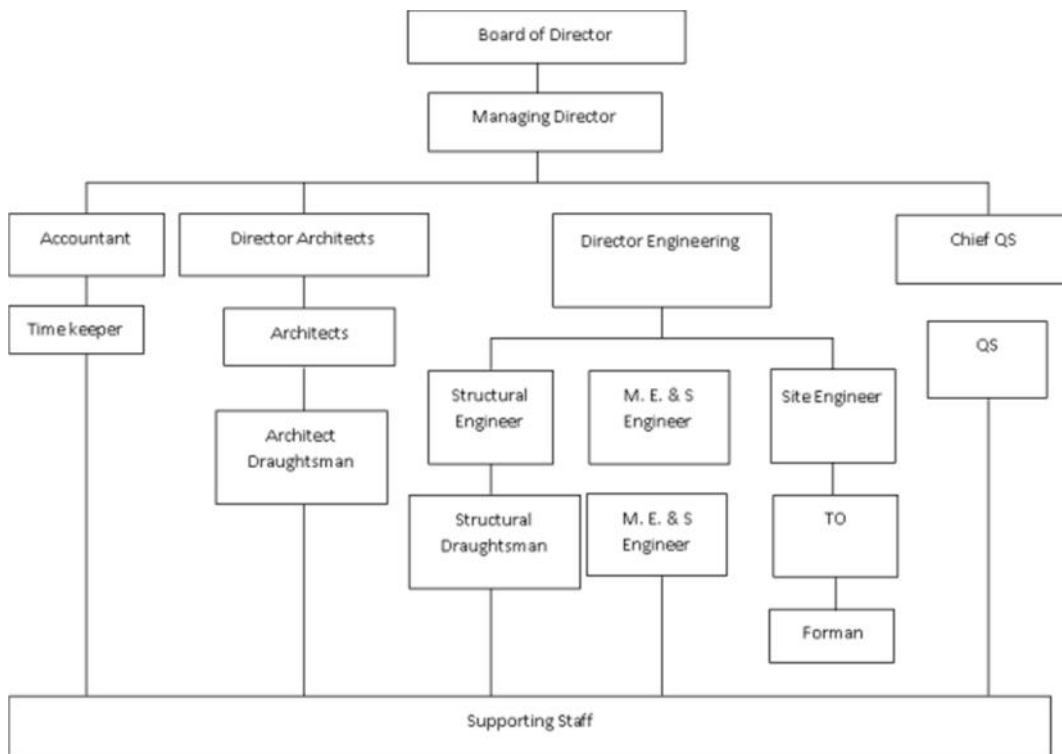 Board of Director
Managing Director
Accountant
Director Architects
Director Engineering
Chief QS
Time keeper
Architects
QS
Structural
Engineer
M. E. & S
Engineer
Site Engineer
Architect
Draughtsman
Structural
Draughtsman
M. E. & S
Engineer
TO
Forman
Supporting Staff